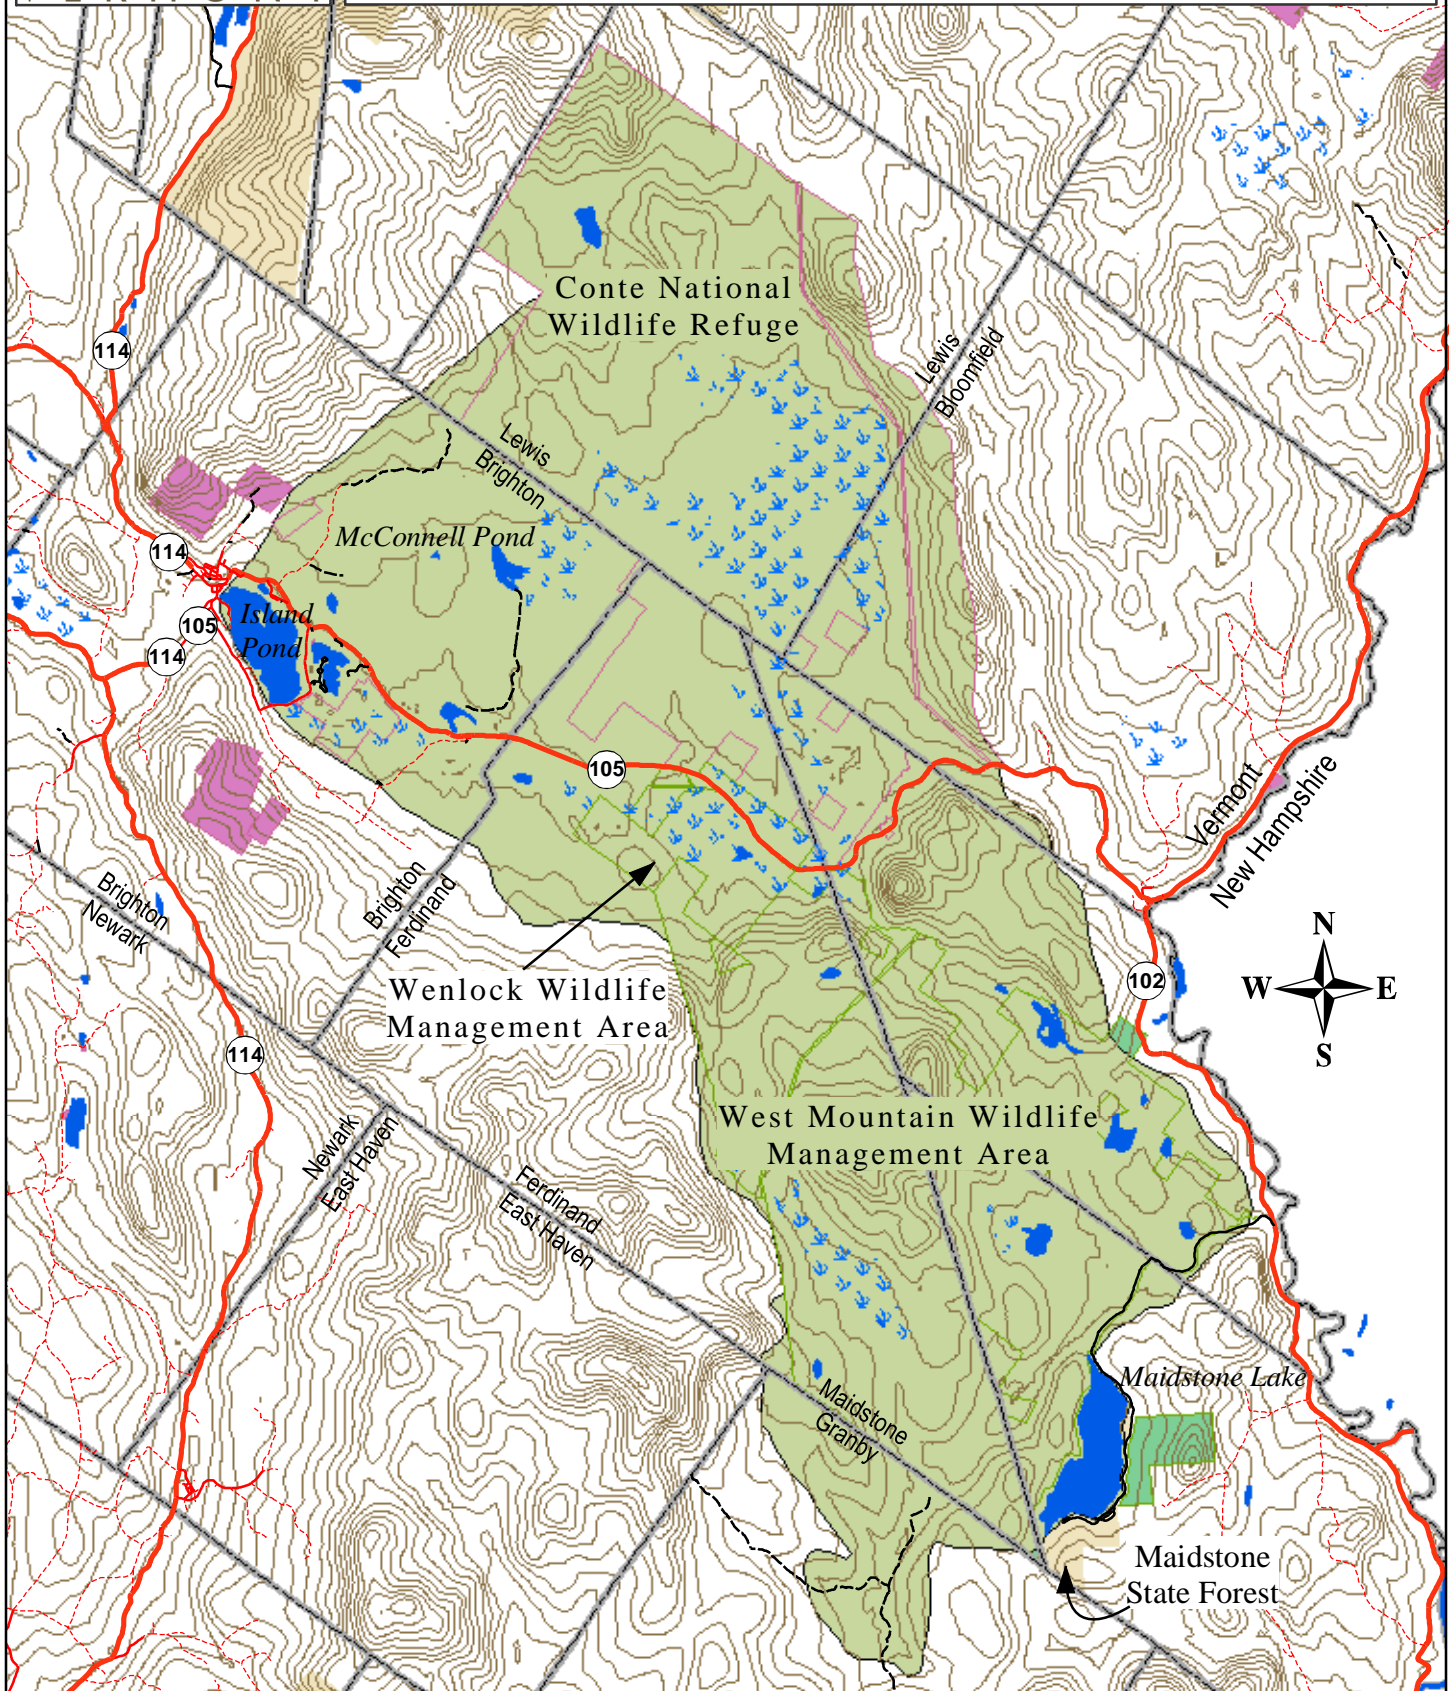 Conte National
Wildlife Refuge
114
Lewis
Bloomfield
Lewis
Brighton
McConnell Pond
114
Island
Pond
105
114
105
Vermont
New Hampshire
Brighton
Newark
Brighton
Ferdinand
N
W E
S
Wenlock Wildlife
Management Area
102
114
West Mountain Wildlife
Management Area
Newark
East Haven
Ferdinand
East Haven
Maidstone Lake
Maidstone
Granby
Maidstone
State Forest